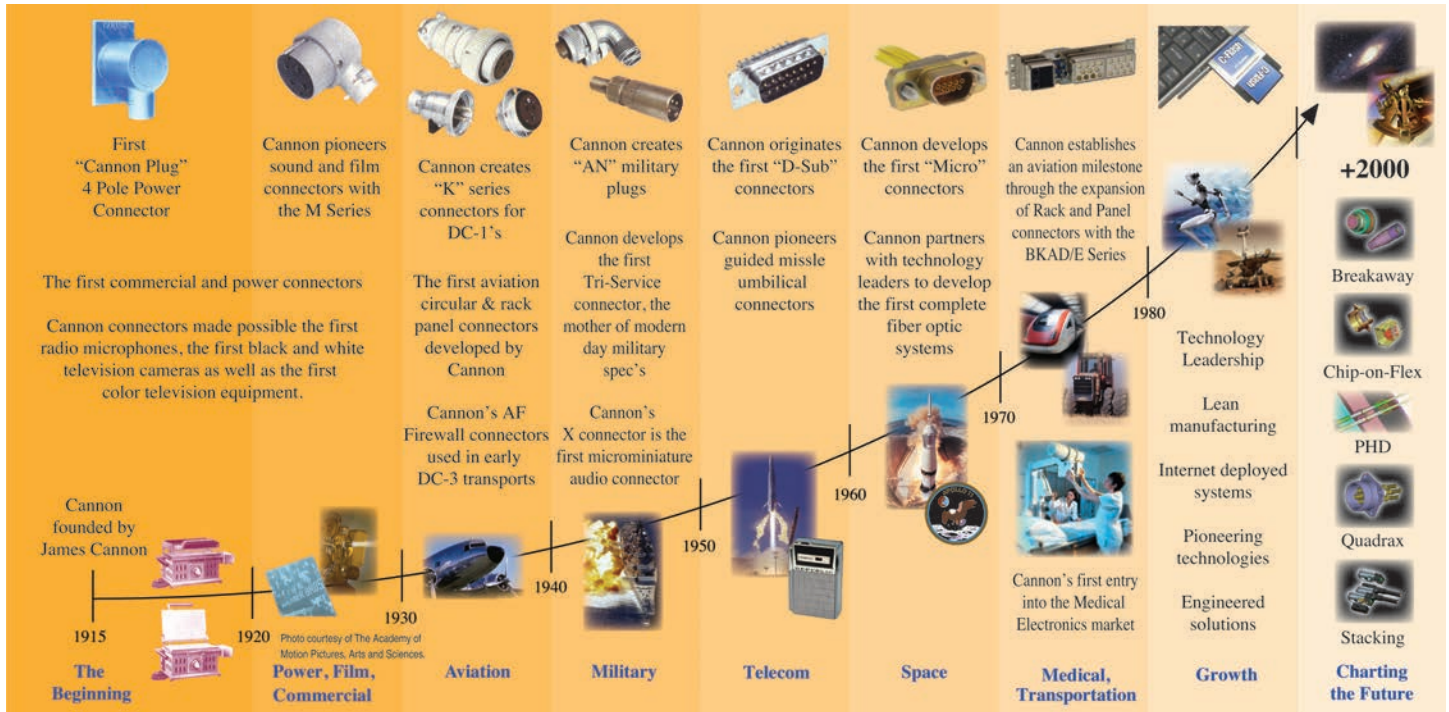 First
“Cannon Plug”
4 Pole Power
Connector
Cannon pioneers
sound and film
connectors with
the M Series
The first commercial and power connectors
Cannon connectors made possible the first
radio microphones, the first black and white
television cameras as well as the first
color television equipment.
Cannon creates
“K” series
connectors for
DC-1’s
The first aviation
circular & rack
panel connectors
developed by
Cannon
Cannon’s AF
Firewall connectors
used in early
DC-3 transports
Cannon creates
“AN” military
plugs
Cannon develops
the first
Tri-Service
connector, the
mother of modern
day military
spec’s
Cannon’s
X connector is the
first microminiature
audio connector
Cannon originates
the first “D-Sub”
connectors
Cannon pioneers
guided missle
umbilical
connectors
Cannon develops
the first “Micro”
connectors
Cannon partners
with technology
leaders to develop
the first complete
fiber optic
systems
Cannon establishes
an aviation milestone
through the expansion
of Rack and Panel
connectors with the
BKAD/E Series
Cannon’s first entry
into the Medical
Electronics market
C-Flash
Technology
Leadership
Lean
manufacturing
Internet deployed
systems
Pioneering
technologies
Engineered
solutions
+2000
Breakaway
Chip-on-Flex
PHD
Quadrax
Stacking
Cannon
founded by
James Cannon
1915
1920
1930
1940
1950
1960
1970
1980
Photo courtesy of The Academy of
Motion Pictures, Arts and Sciences.
The
Beginning
Power, Film,
Commercial
Aviation
Military
Telecom
Space
Medical,
Transportation
Growth
Charting
the Future